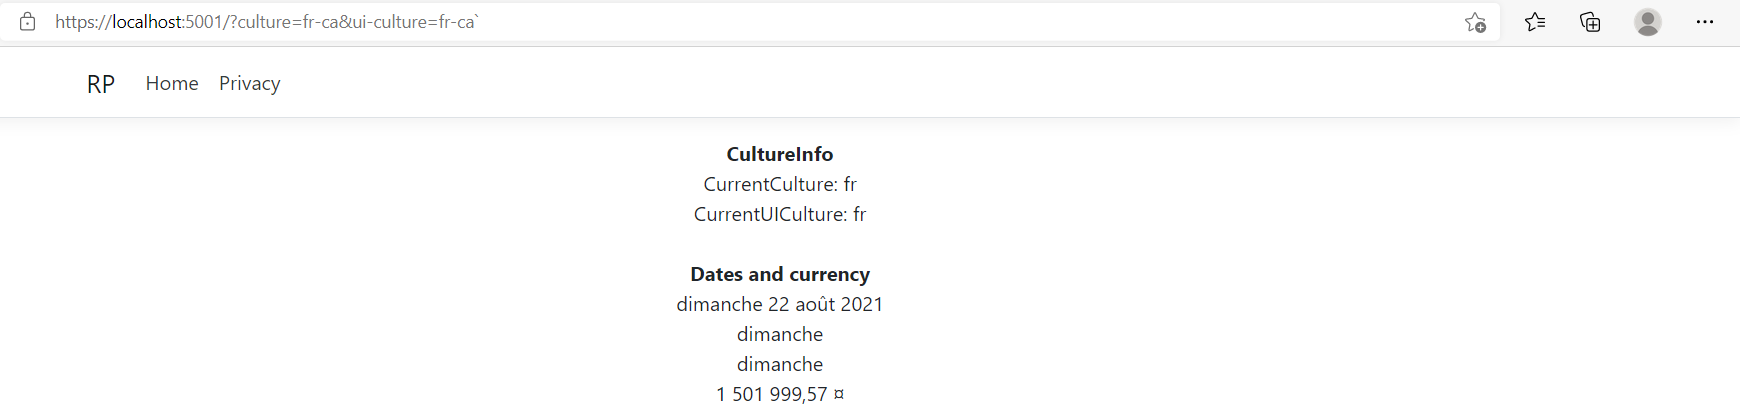 https://localhost:5001/?culture=fr-ca&ui-culture=fr-ca`
RP Home Privacy
CultureInfo
CurrentCulture: fr
CurrentUICulture: fr
Dates and currency
dimanche 22 août 2021
dimanche
dimanche
1 501 999,57 ¤